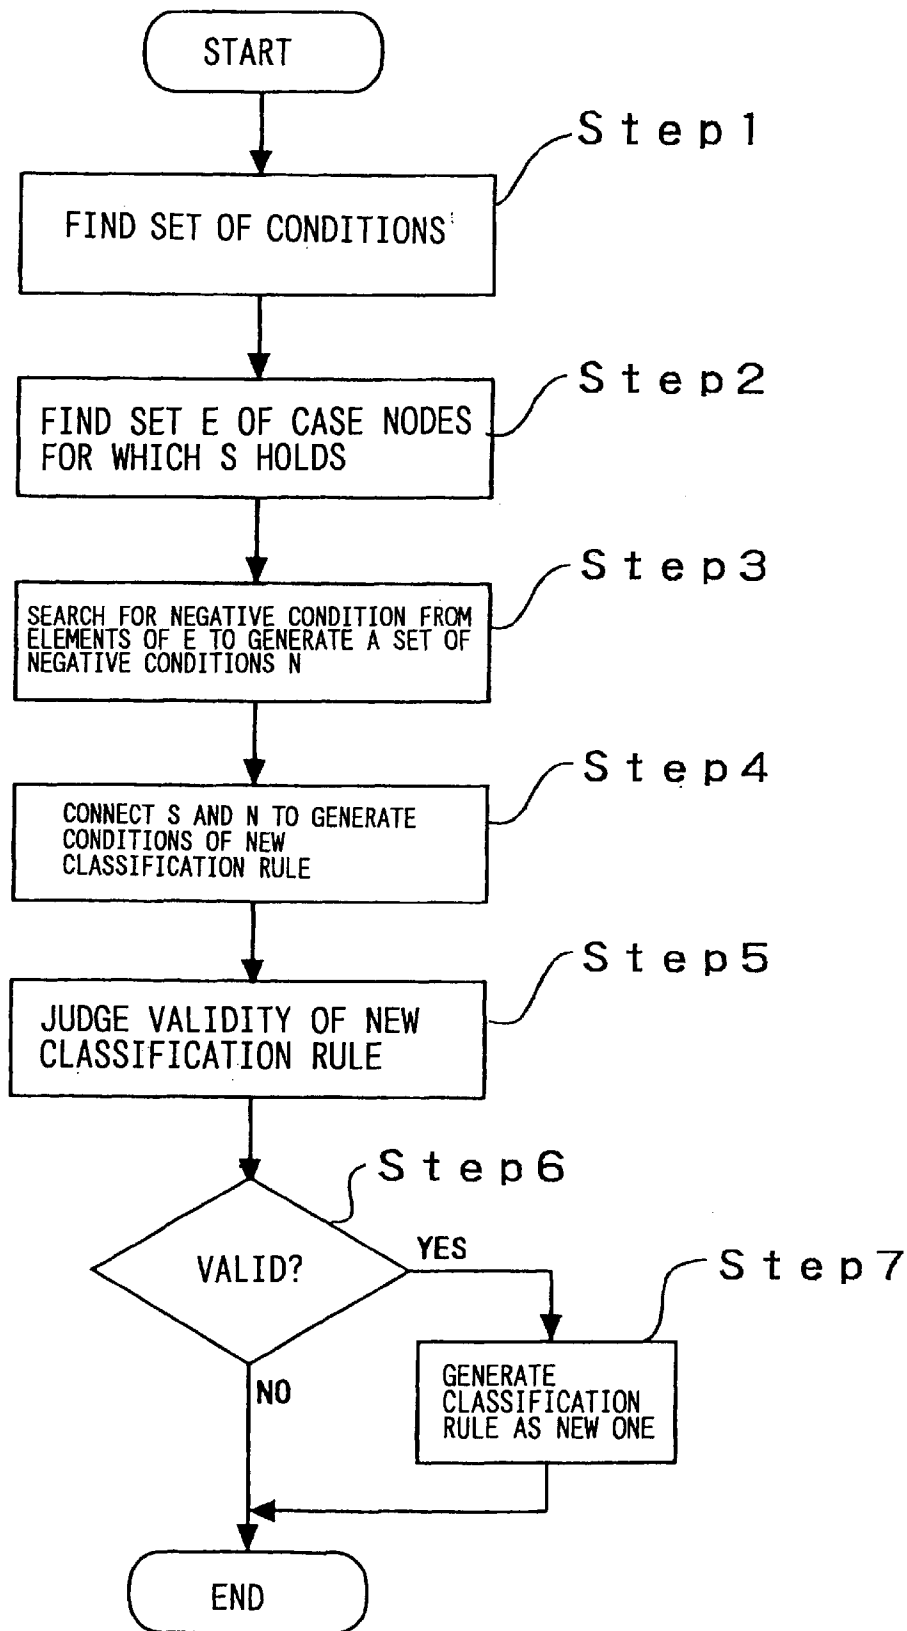 START
Step1
FIND SET OF CONDITIONS
Step2
FIND SET E OF CASE NODES
FOR WHICH S HOLDS
Step3
SEARCH FOR NEGATIVE CONDITION FROM
ELEMENTS OF E TO GENERATE A SET OF
NEGATIVE CONDITIONS N
Step4
CONNECT S AND N TO GENERATE
CONDITIONS OF NEW
CLASSIFICATION RULE
Step5
JUDGE VALIDITY OF NEW
CLASSIFICATION RULE
Step6
VALID?
YES
Step7
GENERATE
CLASSIFICATION
RULE AS NEW ONE
NO
END